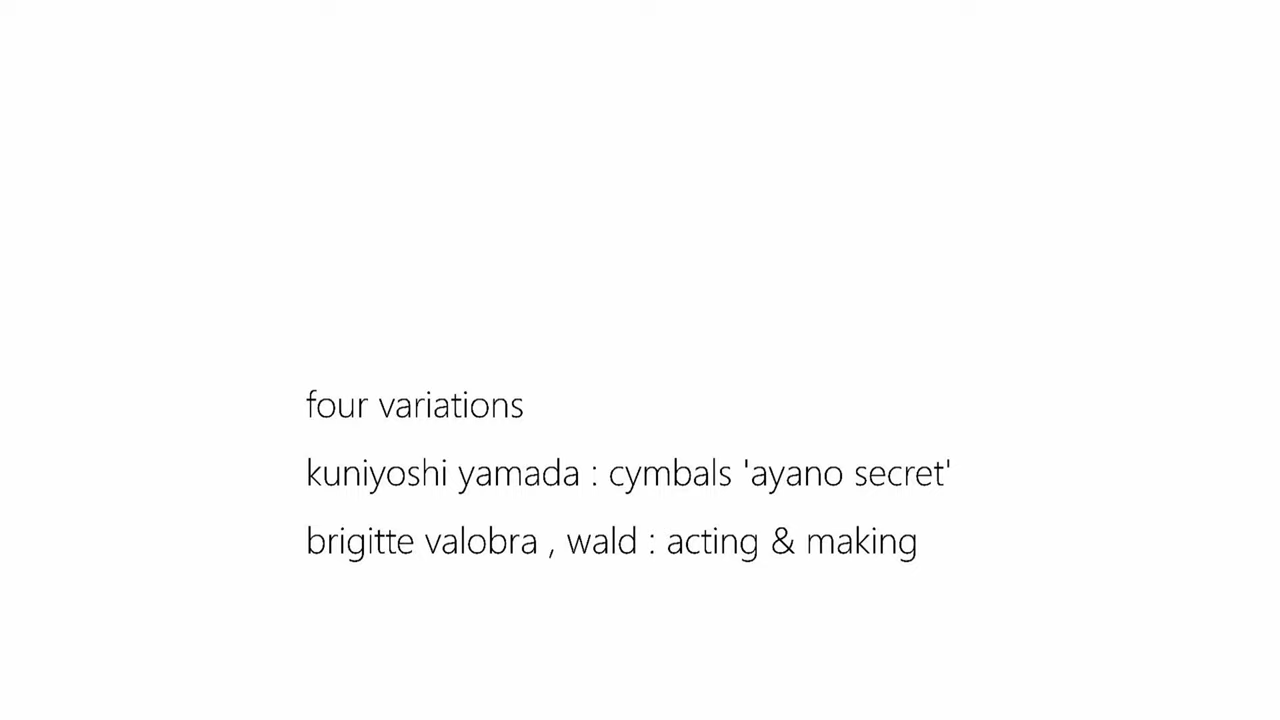 four variations
kuniyoshi yamada : cymbals 'ayano secret'
brigitte valobra , wald : acting & making